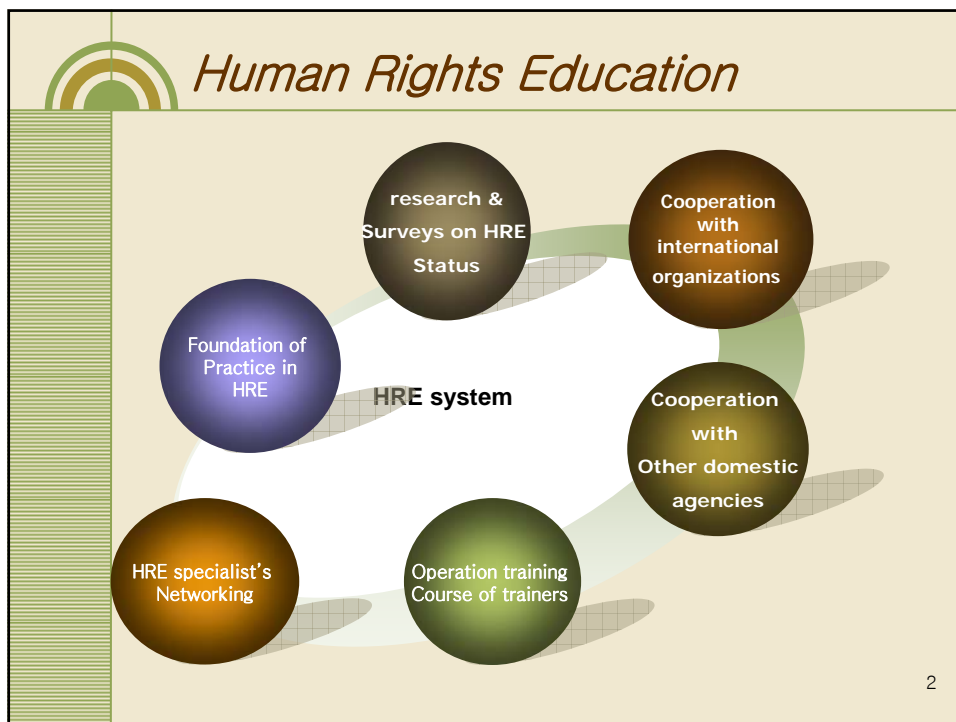 Human Rights Education
research &
Surveys on HRE
Status
Cooperation
with
international
organizations
Foundation of
Practice in
HRE
HRE system
Cooperation
with
Other domestic
agencies
HRE specialist's
Networking
Operation training
Course of trainers
2